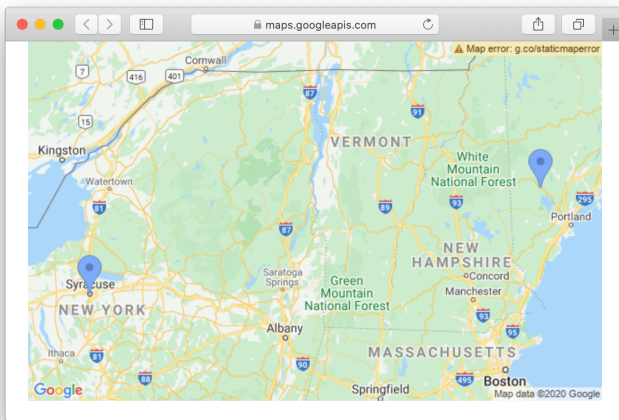 maps.googleapis.com
Map error: g.co/staticmaperror
Cornwall
7
416
401
87
91
15
VERMONT
Kingston
White
Mountain
National Forest
Watertown
81
89
93
295
Portland
87
NEW
HAMPSHIRE
Saratoga
Springs
Concord
Syracuse
Green
Mountain
National Forest
Manchester
NEW YORK
93
Albany
95
Ithaca
81
MASSACHUSETTS
90
88
495
Boston
Google
Springfield
Map data ©2020 Google